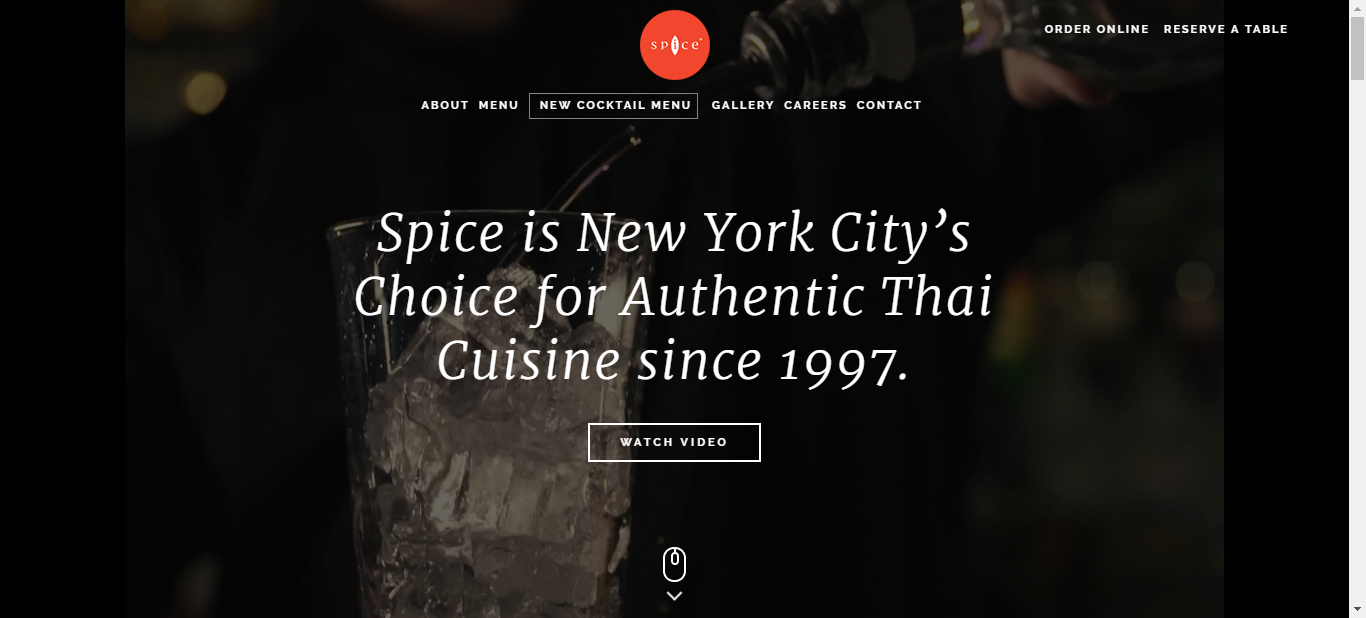 spice
ORDER ONLINE RESERVE A TABLE
ABOUT MENU NEW COCKTAIL MENU GALLERY CAREERS CONTACT
Spice is New York City’s
Choice for Authentic Thai
Cuisine since 1997.
WATCH VIDEO